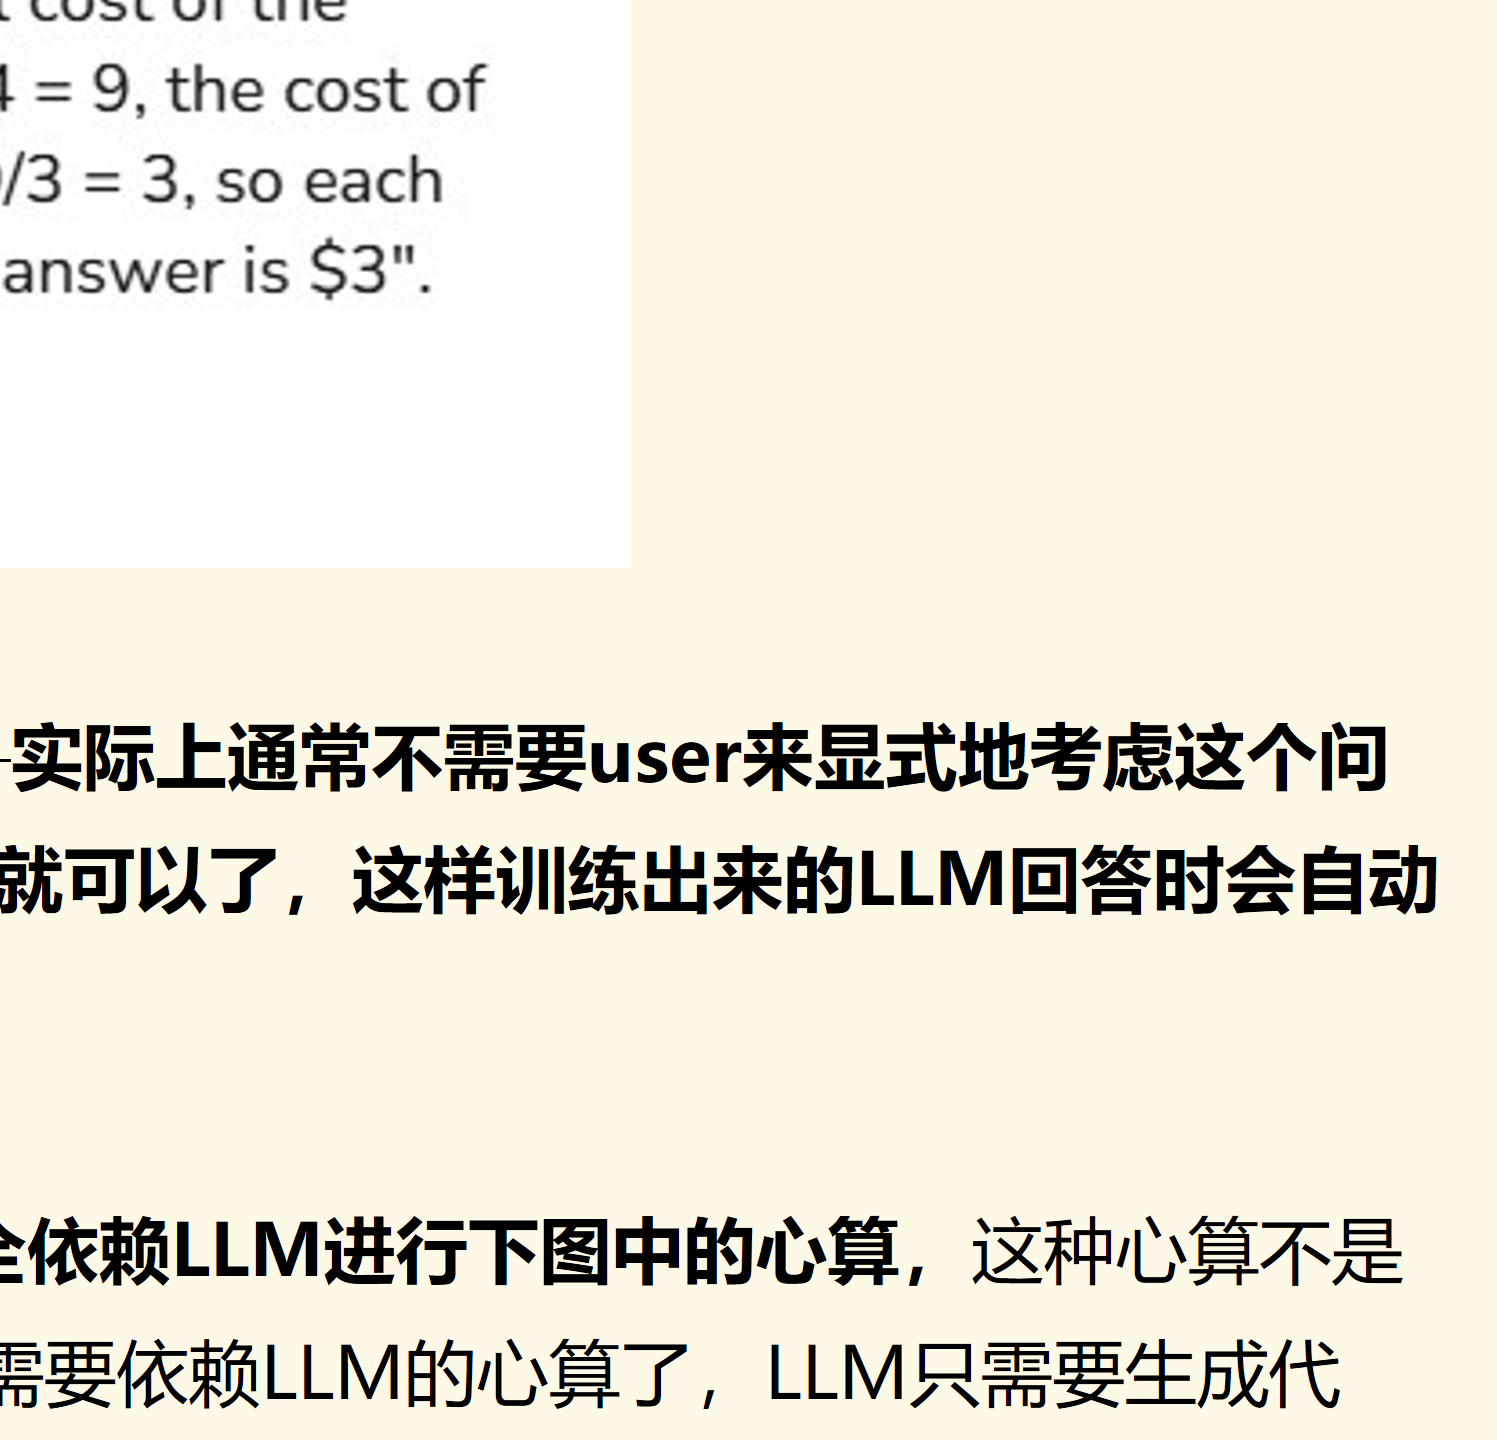 cost of the
4 = 9, the cost of
/3 = 3, so each
answer is $3".
实际上通常不需要user来显式地考虑这个问
就可以了，这样训练出来的LLM回答时会自动
全依赖LLM进行下图中的心算，这种心算不是
需要依赖LLM的心算了，LLM只需要生成代